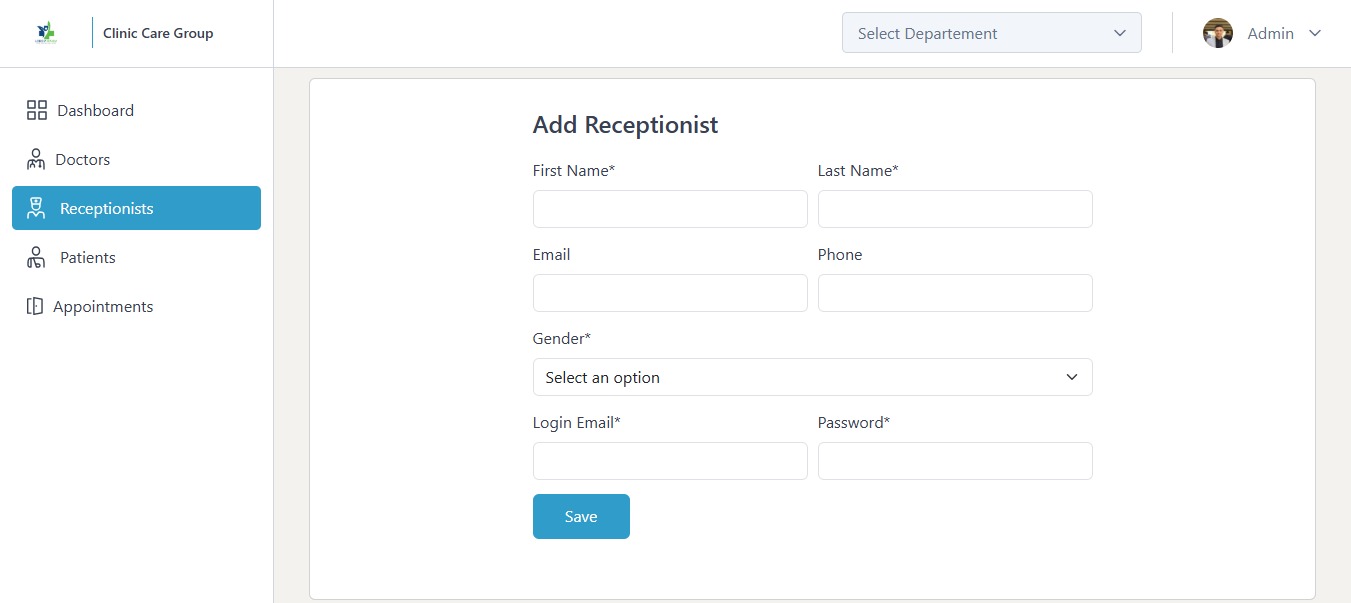 Clinic Care Group
Select Departement
Admin
Dashboard
Doctors
Receptionists
Patients
Appointments
Add Receptionist
First Name* Last Name*
Email Phone
Gender*
Select an option
Login Email* Password*
Save